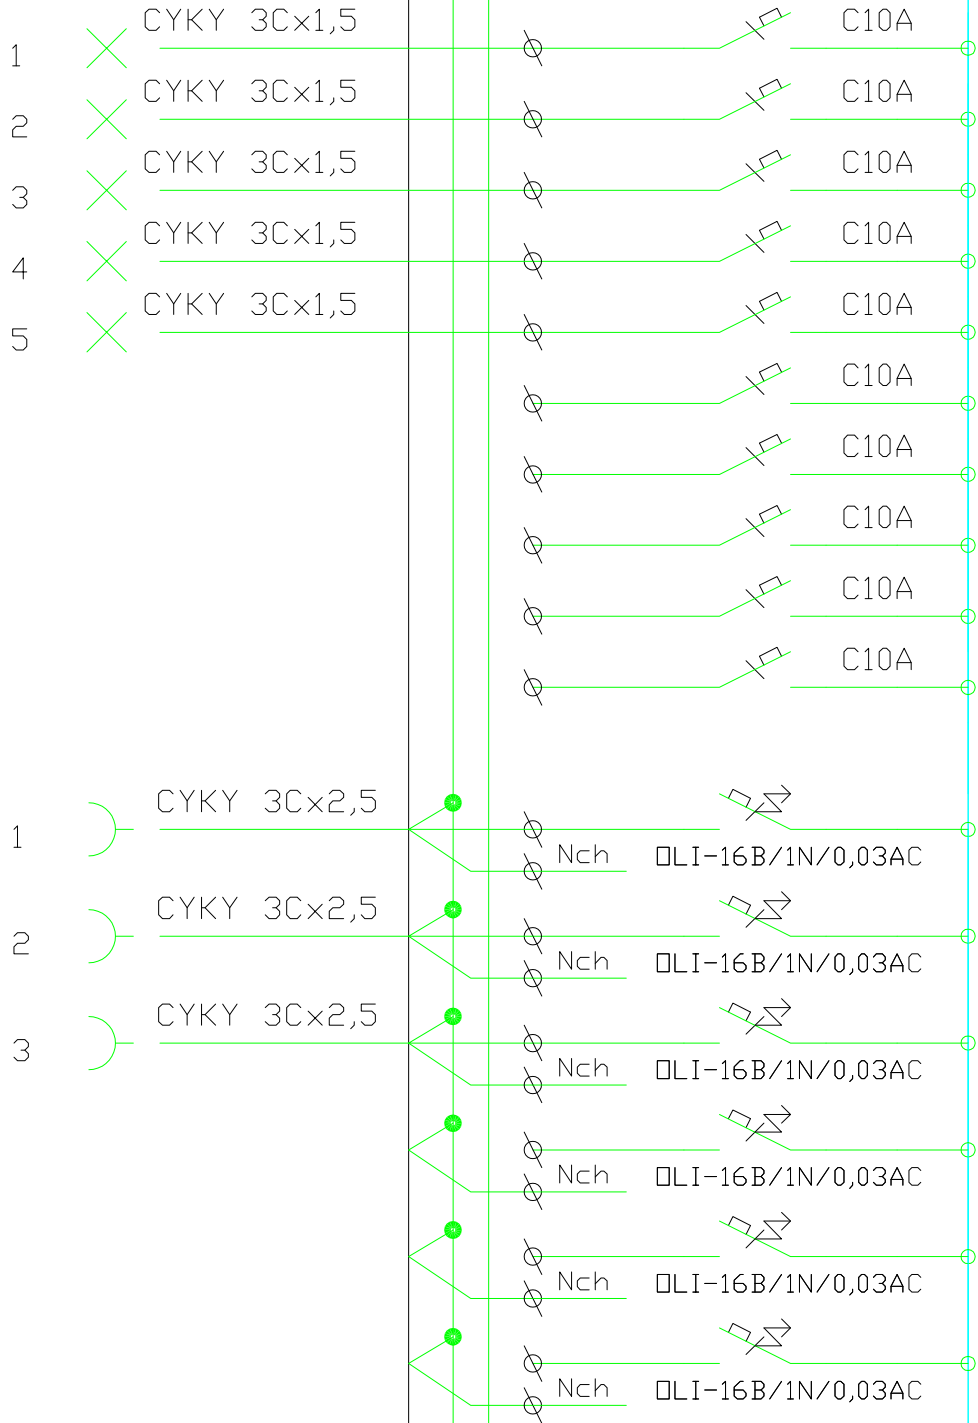 CYKY 3Cx1,5 C10A
1
CYKY 3Cx1,5 C10A
2
CYKY 3Cx1,5 C10A
3
CYKY 3Cx1,5 C10A
4
CYKY 3Cx1,5 C10A
5
C10A
C10A
C10A
C10A
C10A
CYKY 3Cx2,5
1
Nch OLI-16B/1N/0,03AC
CYKY 3Cx2,5
2
Nch OLI-16B/1N/0,03AC
CYKY 3Cx2,5
3
Nch OLI-16B/1N/0,03AC
Nch OLI-16B/1N/0,03AC
Nch OLI-16B/1N/0,03AC
Nch OLI-16B/1N/0,03AC